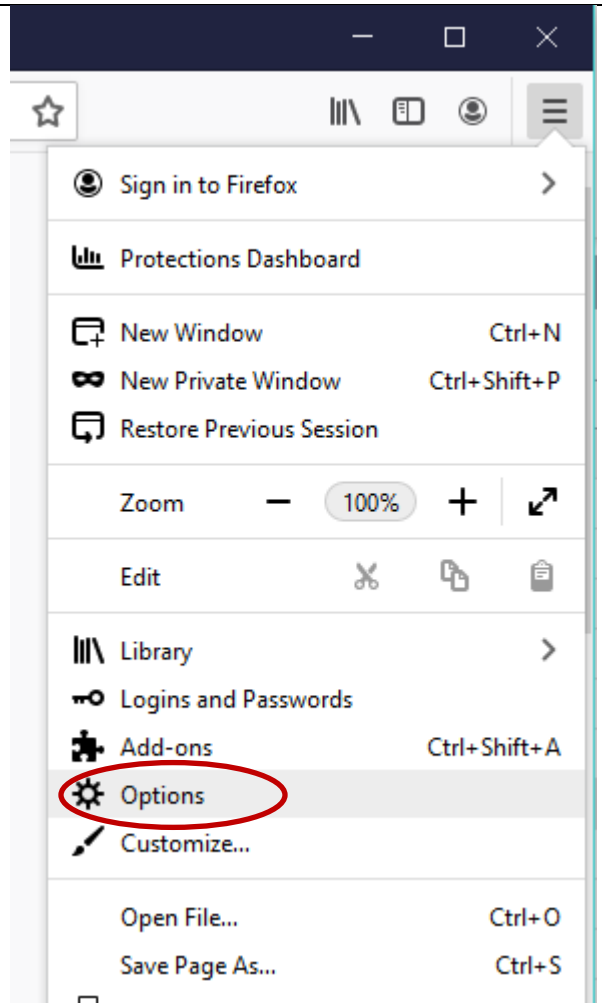 Sign in to Firefox
Protections Dashboard
New Window Ctrl+N
New Private Window Ctrl+Shift+P
Restore Previous Session
Zoom 100%
Edit
Library
Logins and Passwords
Add-ons Ctrl+Shift+A
Options
Customize...
Open File... Ctrl+O
Save Page As... Ctrl+S